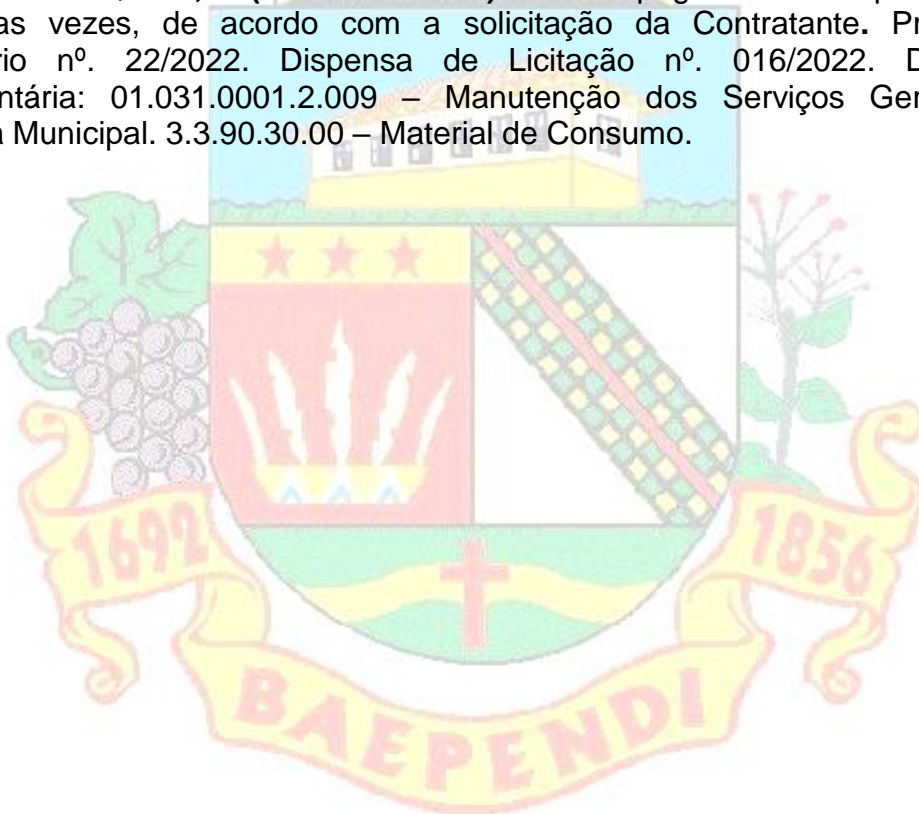 as vezes, de acordo com a solicitação da Contratante. Pr
rio nº. 22/2022. Dispensa de Licitação nº. 016/2022. D
ntária: 01.031.0001.2.009 – Manutenção dos Serviços Ger
a Municipal. 3.3.90.30.00 – Material de Consumo.
1692
1856
BAEPENDI